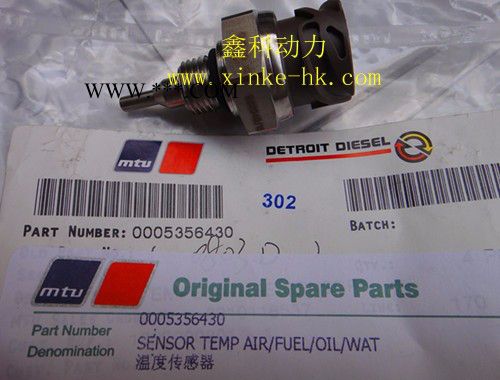 鑫科动力
www.xinke-hk.com
mtu
DETROIT DIESEL
302
PART NUMBER: 0005356430
BATCH:
mtu
Original Spare Parts
170
Part Number 0005356430
Denomination SENSOR TEMP AIR/FUEL/OIL/WAT
温度传感器